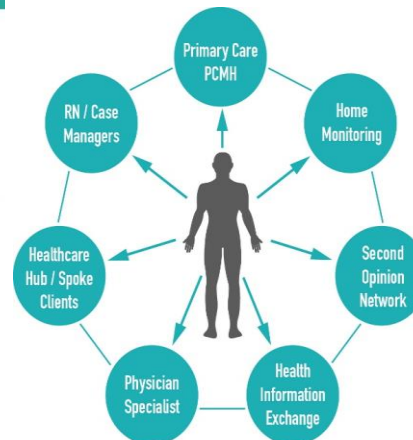 Primary Care
PCMH
Home
Monitoring
Second
Opinion
Network
Health
Information
Exchange
Physician
Specialist
Healthcare
Hub / Spoke
Clients
RN / Case
Managers